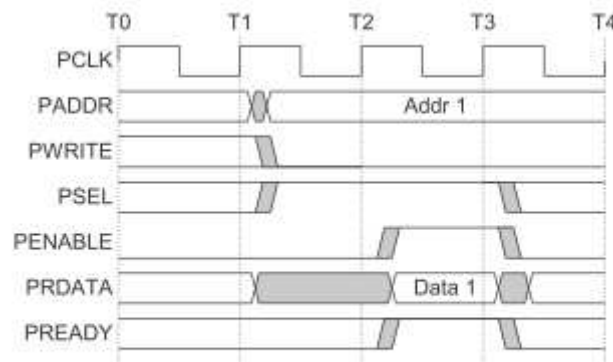 T0 T1 T2 T3 T4
PCLK
PADDR Addr 1
PWRITE
PSEL
PENABLE
PRDATA Data 1
PREADY